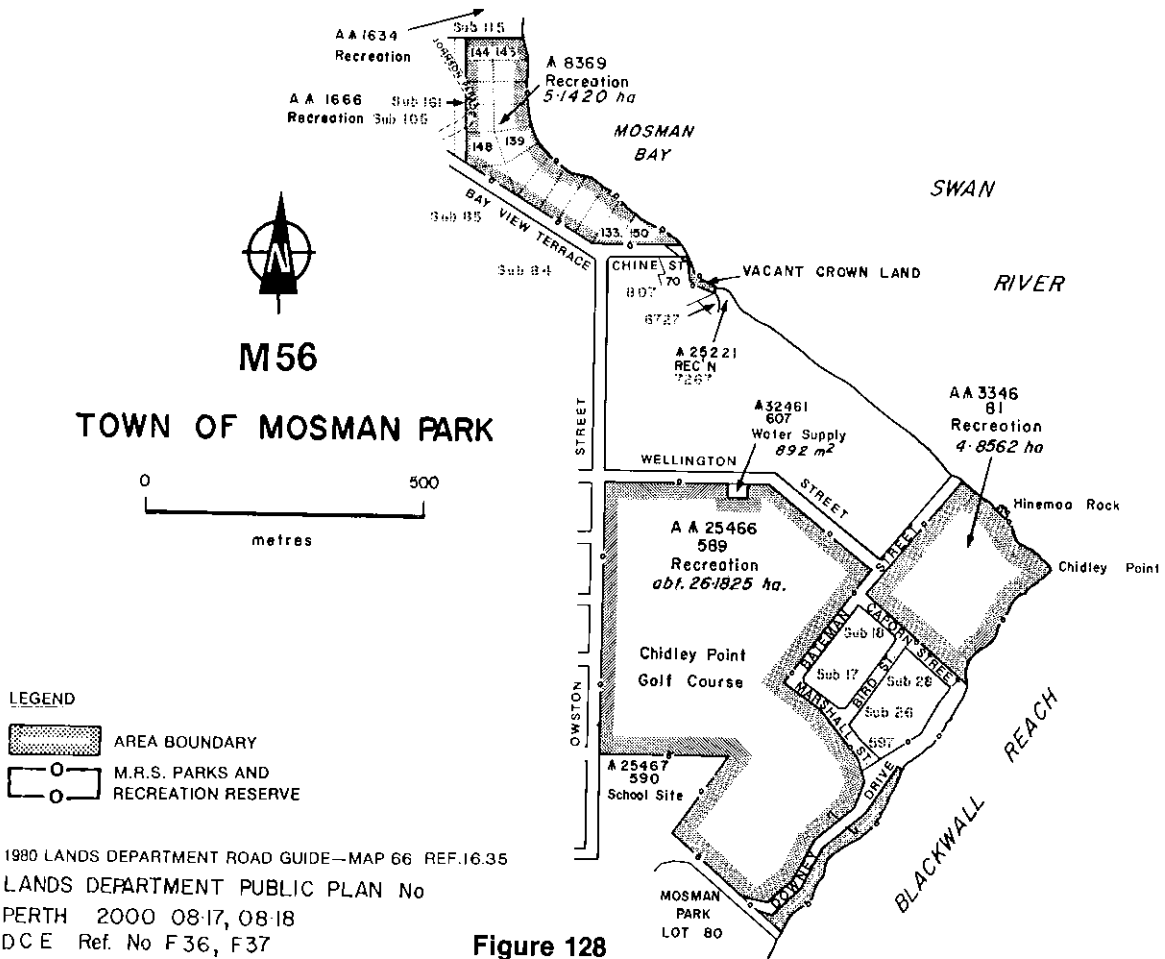 Sub 115
A A 1634
Recreation
144 145
A 8369
Recreation
5·1420 ha
A A 1666 Sub 161
Recreation Sub 105
148
139
MOSMAN
BAY
SWAN
RIVER
BAY VIEW TERRACE
Sub 85
Sub 84
133 150
CHINE ST
70
807
6727
VACANT CROWN LAND
A 25221
REC'N
7267
N
M56
TOWN OF MOSMAN PARK
0 500
metres
STREET
WELLINGTON
STREET
A32461
607
Water Supply
892 m²
A A 3346
81
Recreation
4·8562 ha
Hinemoa Rock
Chidley Point
A A 25466
589
Recreation
abt. 26·1825 ha.
STREET
BATEMAN
CAPORN STREET
Sub 18
Sub 17
BIRD ST.
Sub 28
Sub 26
597
MARSHALL ST.
Chidley Point
Golf Course
OWSTON
A 25467
590
School Site
DOWNEY DRIVE
BLACKWALL REACH
MOSMAN
PARK
LOT 80
LEGEND
AREA BOUNDARY
M.R.S. PARKS AND
RECREATION RESERVE
1980 LANDS DEPARTMENT ROAD GUIDE—MAP 66 REF.16.35
LANDS DEPARTMENT PUBLIC PLAN No
PERTH 2000 08·17, 08·18
DCE Ref. No F36, F37
Figure 128